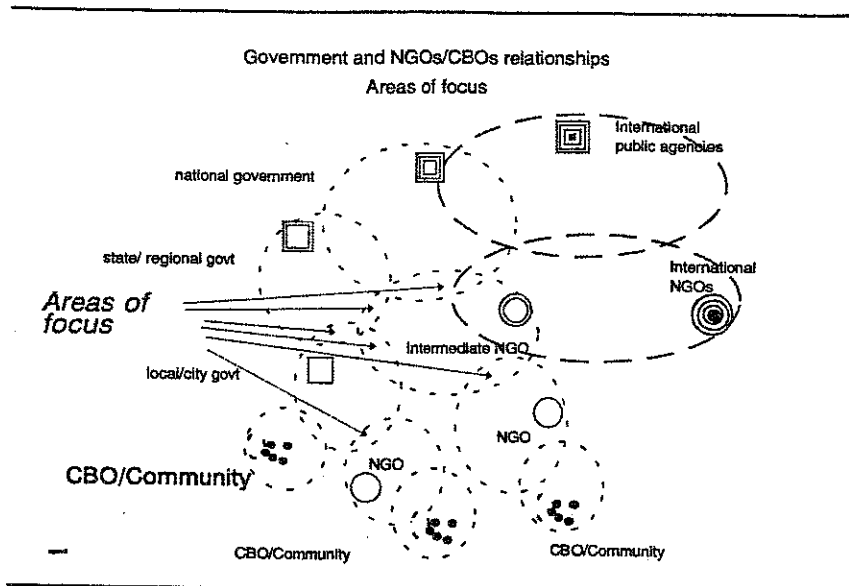 Government and NGOs/CBOs relationships
Areas of focus
International
public agencies
national government
state/ regional govt
International
NGOs
Areas of
focus
Intermediate NGO
local/city govt
NGO
NGO
CBO/Community
CBO/Community
CBO/Community